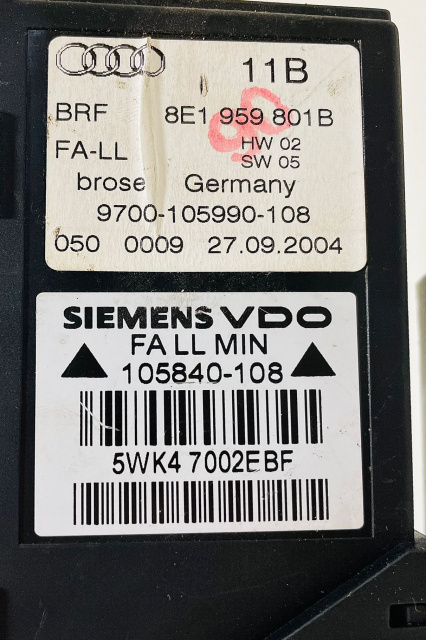 11B
BRF 8E1 959 801B
FA-LL HW 02
SW 05
brose Germany
9700-105990-108
050 0009 27.09.2004
SIEMENS VDO
FA LL MIN
105840-108
5WK4 7002EBF